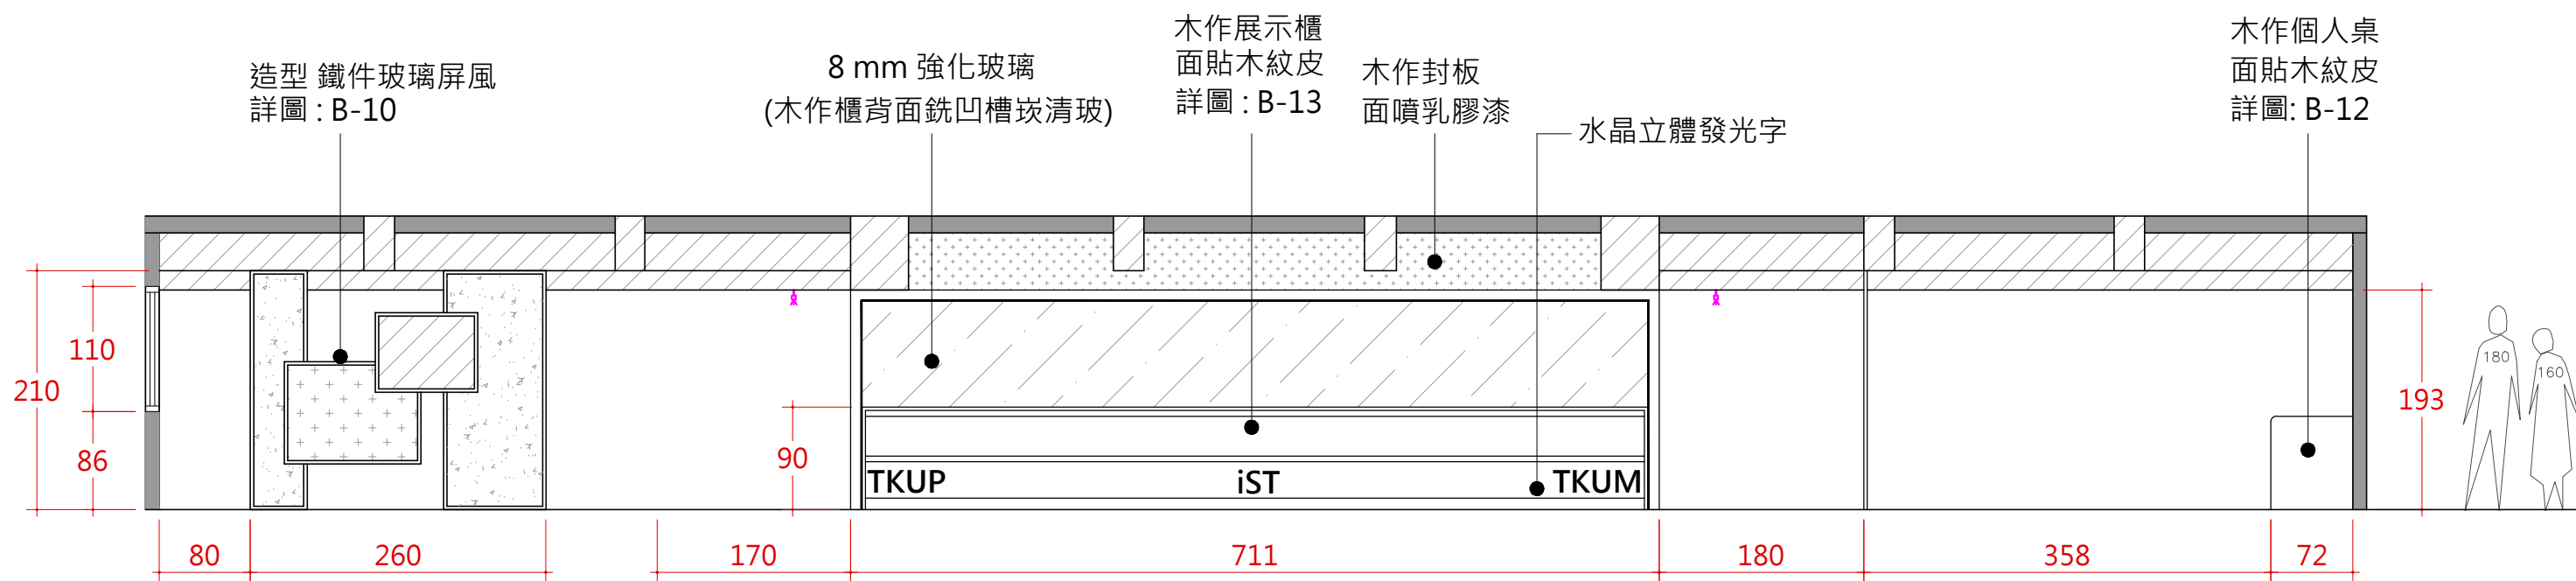 造型 鐵件玻璃屏風
詳圖 : B-10
8 mm 強化玻璃
(木作櫃背面銑凹槽崁清玻)
木作展示櫃
面貼木紋皮
詳圖 : B-13
木作封板
面噴乳膠漆
水晶立體發光字
木作個人桌
面貼木紋皮
詳圖: B-12
210
110
86
90
TKUP
iST
TKUM
193
180
160
80
260
170
711
180
358
72